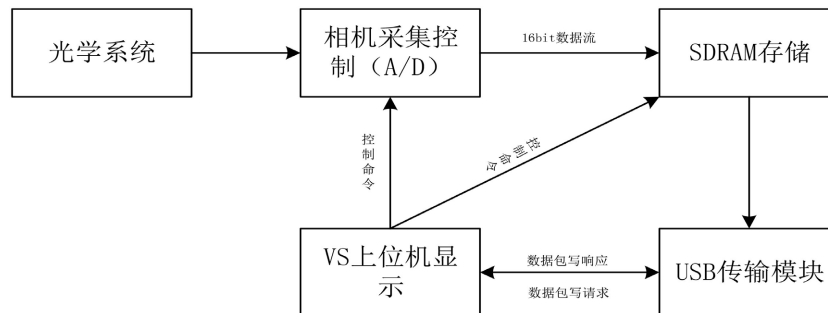 光学系统
相机采集控
制（A/D）
16bit数据流
SDRAM存储
控制命令
控制命令
VS上位机显
示
数据包写响应
数据包写请求
USB传输模块